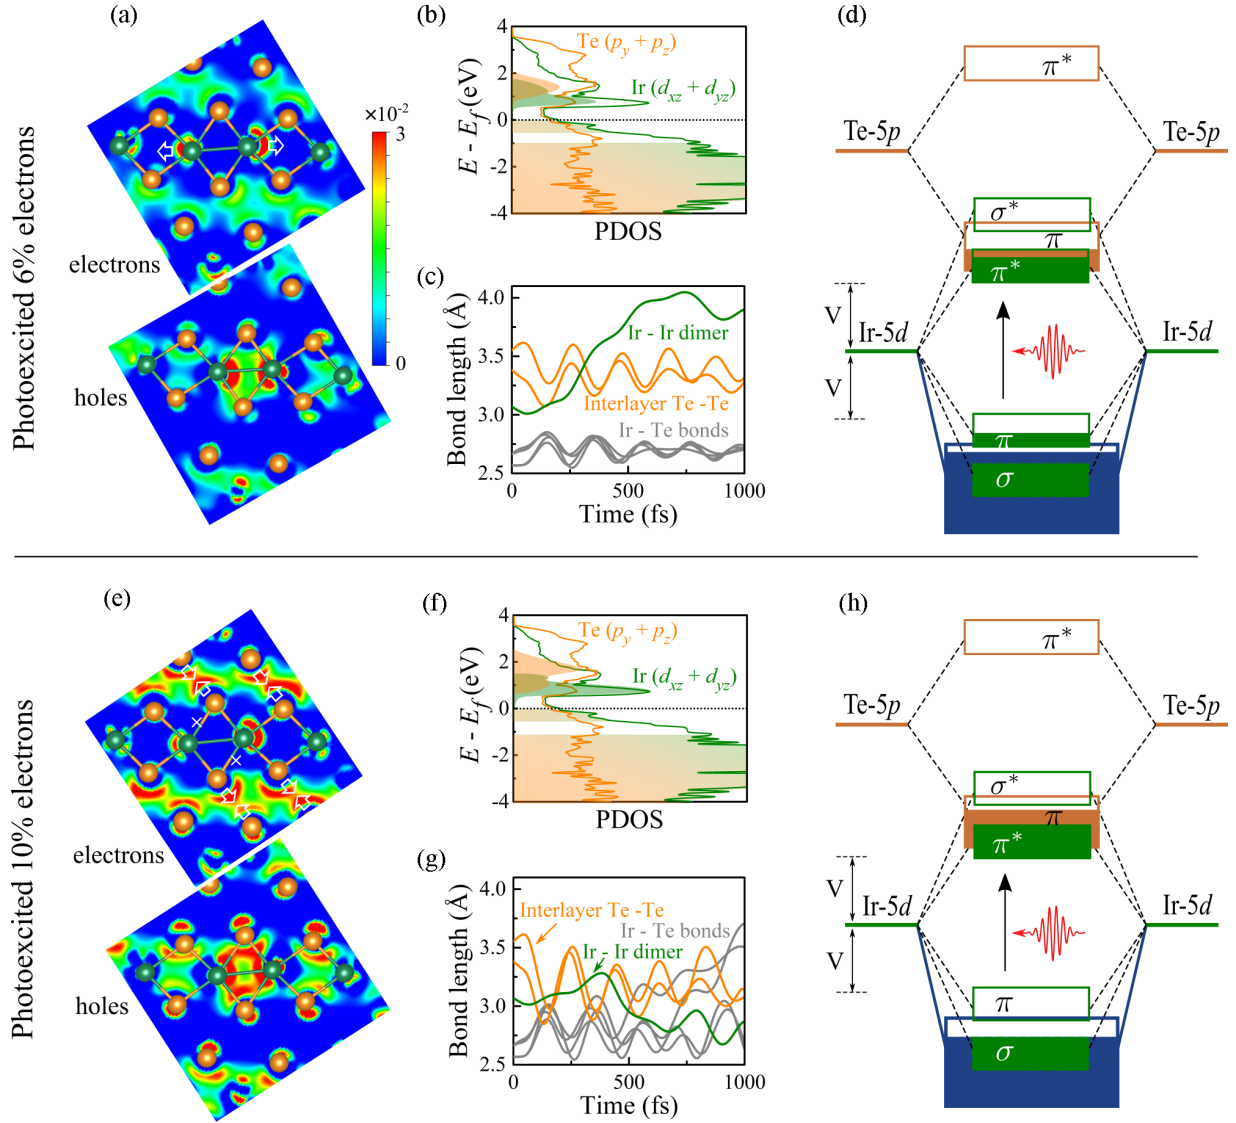 Photoexcited 6% electrons
(a)
×10⁻²
3
0
electrons
holes
(b)
4
2
0
-2
-4
E - E_f (eV)
Te (p_y + p_z)
Ir (d_xz + d_yz)
PDOS
(c)
4.0
3.5
3.0
2.5
Bond length (Å)
Ir - Ir dimer
Interlayer Te -Te
Ir - Te bonds
0
500
1000
Time (fs)
(d)
π*
Te-5p
Te-5p
σ*
π
π*
V
Ir-5d
Ir-5d
V
π
σ
Photoexcited 10% electrons
(e)
electrons
holes
(f)
4
2
0
-2
-4
E - E_f (eV)
Te (p_y + p_z)
Ir (d_xz + d_yz)
PDOS
(g)
4.0
3.5
3.0
2.5
Bond length (Å)
Interlayer Te -Te
Ir - Te bonds
Ir - Ir dimer
0
500
1000
Time (fs)
(h)
π*
Te-5p
Te-5p
σ*
π
π*
V
Ir-5d
Ir-5d
V
π
σ